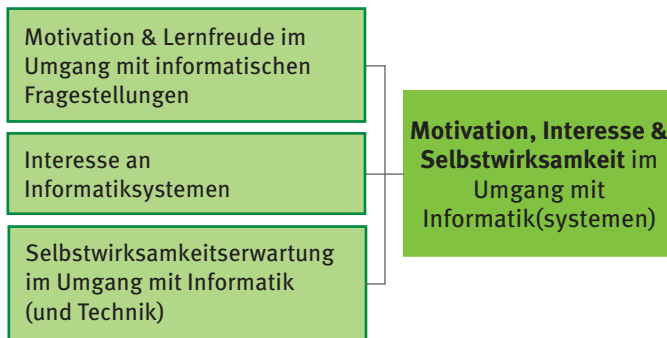 Motivation & Lernfreude im
Umgang mit informatischen
Fragestellungen
Interesse an
Informatiksystemen
Selbstwirksamkeitserwartung
im Umgang mit Informatik
(und Technik)
Motivation, Interesse &
Selbstwirksamkeit im
Umgang mit
Informatik(systemen)